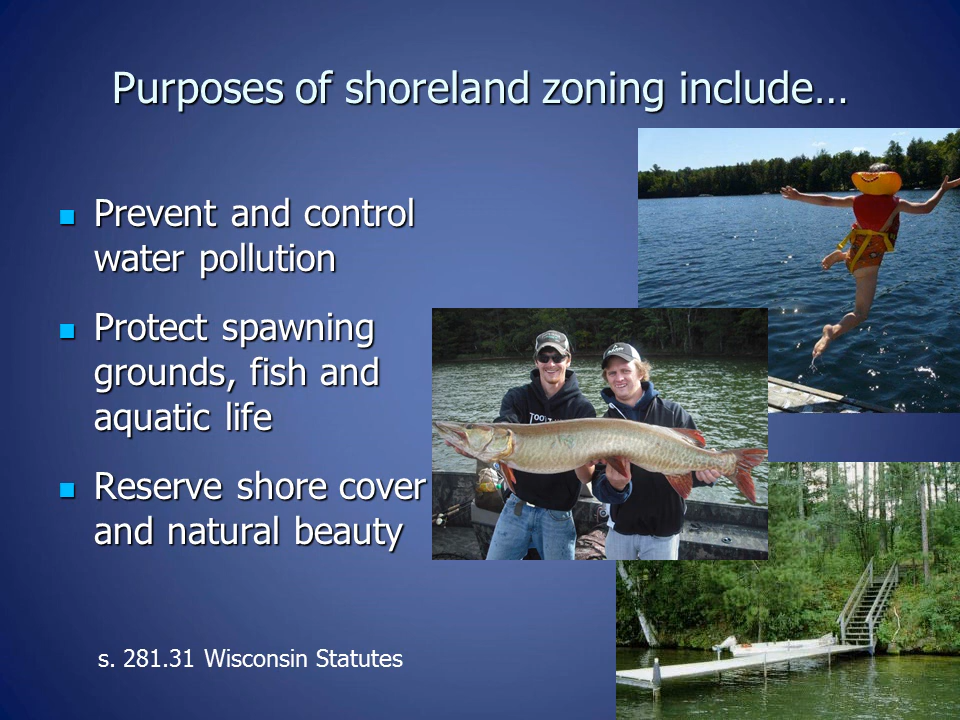 Purposes of shoreland zoning include…
Prevent and control
water pollution
Protect spawning
grounds, fish and
aquatic life
Reserve shore cover
and natural beauty
s. 281.31 Wisconsin Statutes